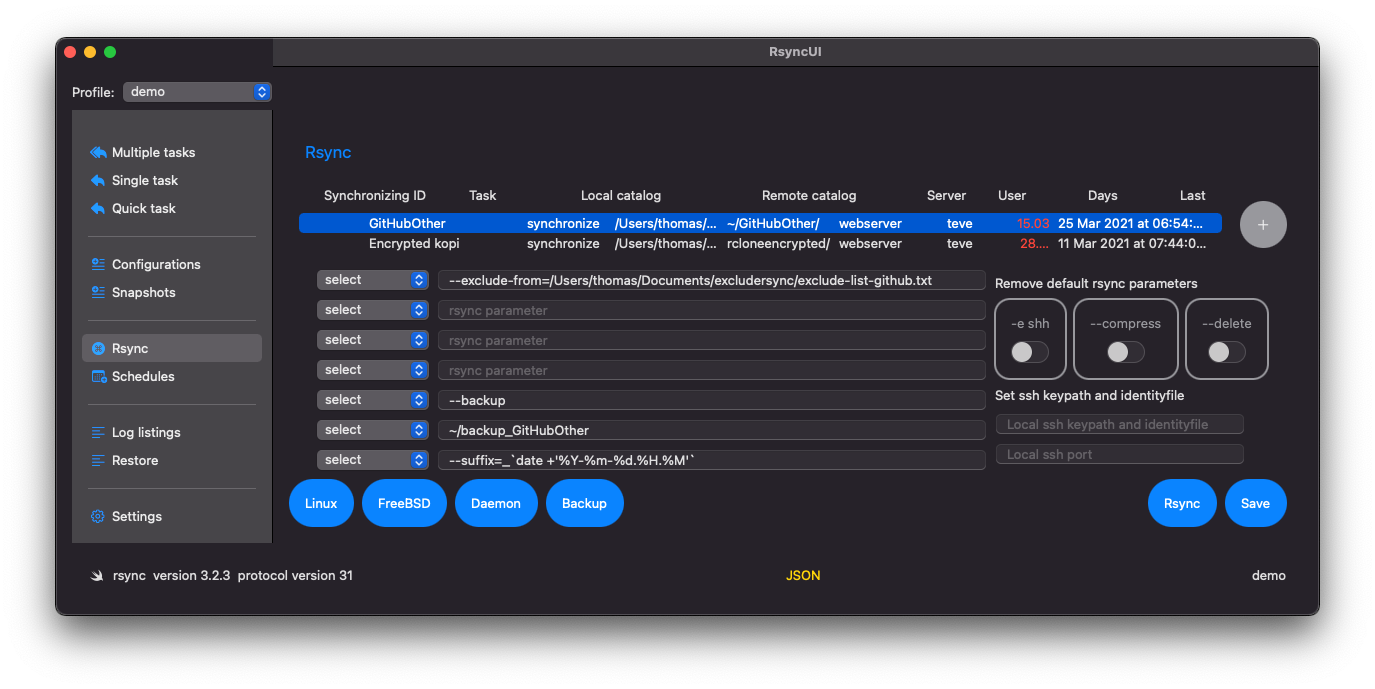 RsyncUI
Profile: demo
Multiple tasks
Single task
Quick task
Configurations
Snapshots
Rsync
Schedules
Log listings
Restore
Settings
Rsync
Synchronizing ID Task Local catalog Remote catalog Server User Days Last
GitHubOther synchronize /Users/thomas/... ~/GitHubOther/ webserver teve 15.03 25 Mar 2021 at 06:54:...
Encrypted kopi synchronize /Users/thomas/... rcloneencrypted/ webserver teve 28.... 11 Mar 2021 at 07:44:0...
+
select --exclude-from=/Users/thomas/Documents/excludersync/exclude-list-github.txt
select rsync parameter
select rsync parameter
select rsync parameter
select --backup
select ~/backup_GitHubOther
select --suffix=_`date +'%Y-%m-%d.%H.%M'`
Remove default rsync parameters
-e shh --compress --delete
Set ssh keypath and identityfile
Local ssh keypath and identityfile
Local ssh port
Linux FreeBSD Daemon Backup Rsync Save
rsync version 3.2.3 protocol version 31 JSON demo